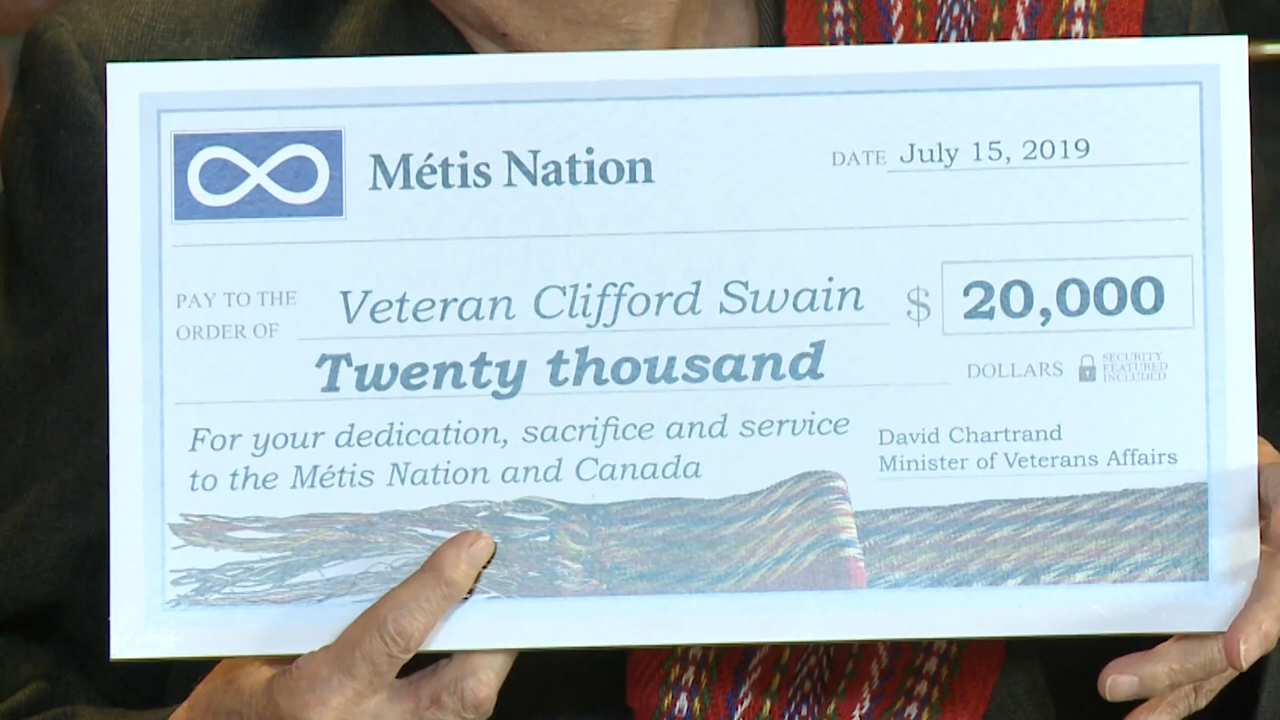 Métis Nation
DATE July 15, 2019
PAY TO THE
ORDER OF
Veteran Clifford Swain
$ 20,000
Twenty thousand
DOLLARS
SECURITY
FEATURED
INCLUDED
For your dedication, sacrifice and service
to the Métis Nation and Canada
David Chartrand
Minister of Veterans Affairs